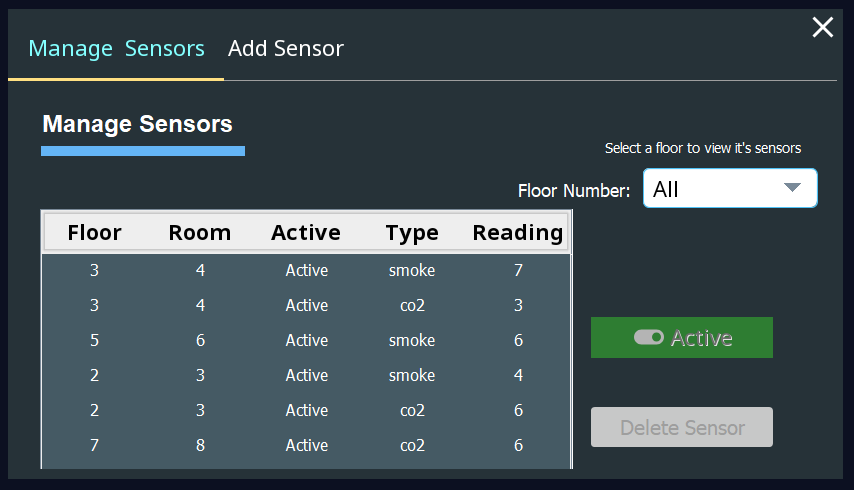 Manage Sensors Add Sensor
Manage Sensors
Select a floor to view it's sensors
Floor Number: All
Floor Room Active Type Reading
3 4 Active smoke 7
3 4 Active co2 3
5 6 Active smoke 6
2 3 Active smoke 4
2 3 Active co2 6
7 8 Active co2 6
Active
Delete Sensor